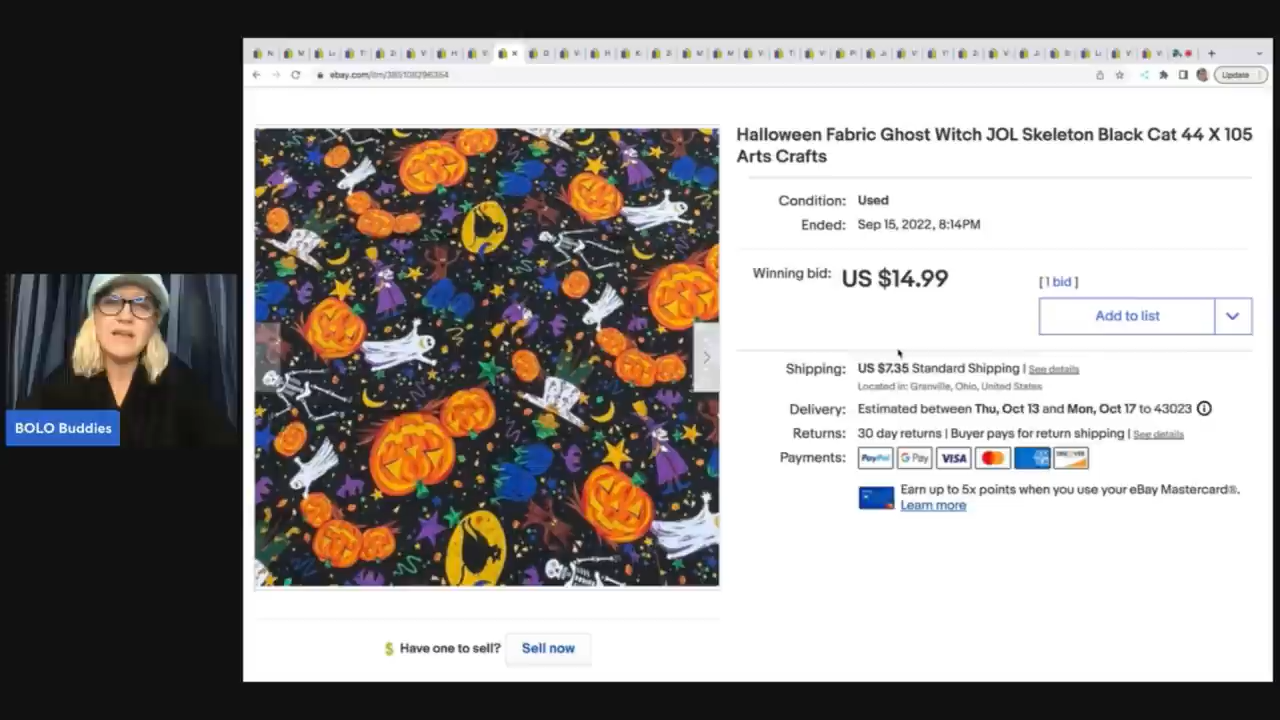 ebay.com/itm/385108296354
Update
Halloween Fabric Ghost Witch JOL Skeleton Black Cat 44 X 105
Arts Crafts
Condition: Used
Ended: Sep 15, 2022, 8:14PM
Winning bid: US $14.99 [ 1 bid ]
Add to list
Shipping: US $7.35 Standard Shipping | See details
Located in: Granville, Ohio, United States
Delivery: Estimated between Thu, Oct 13 and Mon, Oct 17 to 43023
Returns: 30 day returns | Buyer pays for return shipping | See details
Payments: PayPal G Pay VISA DISCOVER
Earn up to 5x points when you use your eBay Mastercard®.
Learn more
BOLO Buddies
$ Have one to sell? Sell now